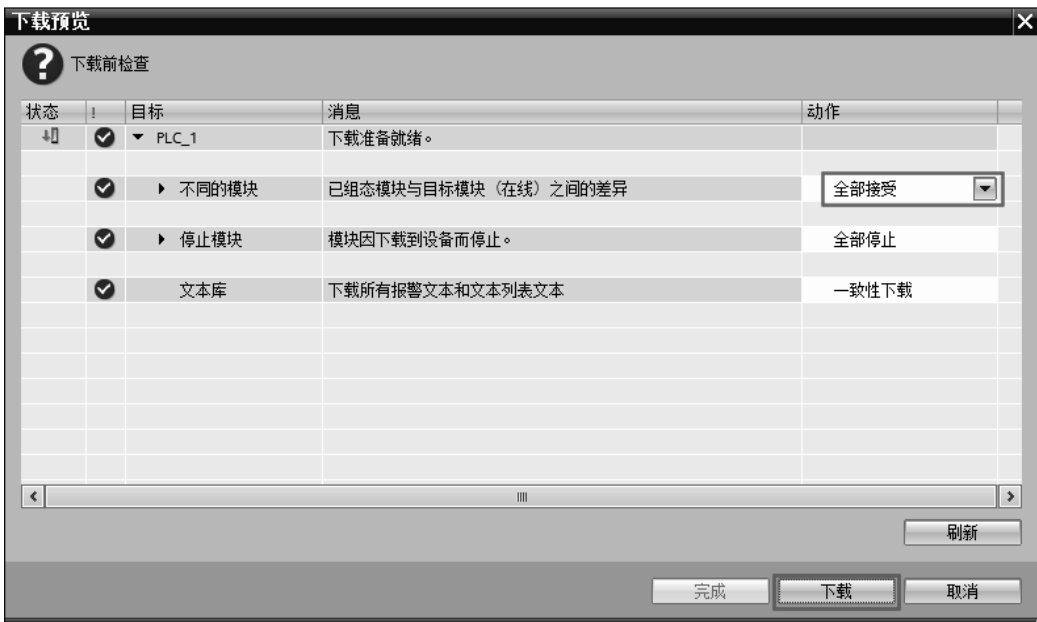 下载预览
?
下载前检查
状态 ! 目标 消息 动作
PLC_1 下载准备就绪。
不同的模块 已组态模块与目标模块（在线）之间的差异 全部接受
停止模块 模块因下载到设备而停止。 全部停止
文本库 下载所有报警文本和文本列表文本 一致性下载
刷新
完成 下载 取消